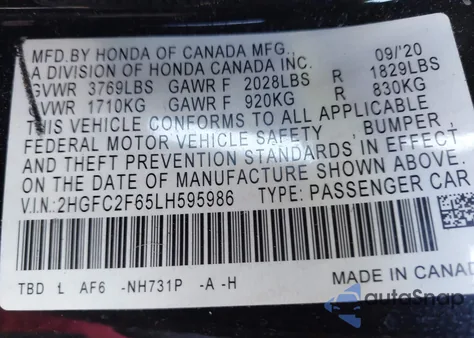 MFD.BY HONDA OF CANADA MFG., 09/'20
A DIVISION OF HONDA CANADA INC.
GVWR 3769LBS GAWR F 2028LBS R 1829LBS
GVWR 1710KG GAWR F 920KG R 830KG
THIS VEHICLE CONFORMS TO ALL APPLICABLE
FEDERAL MOTOR VEHICLE SAFETY , BUMPER,
AND THEFT PREVENTION STANDARDS IN EFFECT
ON THE DATE OF MANUFACTURE SHOWN ABOVE.
V.I.N.:2HGFC2F65LH595986 TYPE: PASSENGER CAR
TBD Ł AF6 -NH731P -A -H MADE IN CANAD
autoSnap